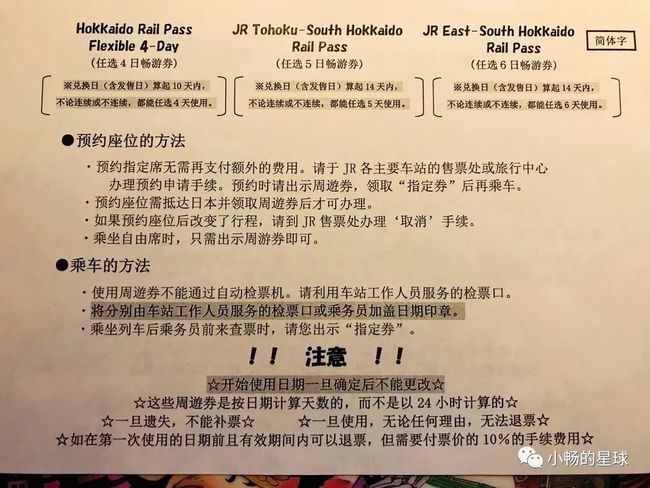 Hokkaido Rail Pass
Flexible 4-Day
(任选4日畅游券)
※兑换日(含发售日)算起10天内,
不论连续或不连续,都能任选4天使用。
JR Tohoku-South Hokkaido
Rail Pass
(任选5日畅游券)
※兑换日(含发售日)算起14天内,
不论连续或不连续,都能任选5天使用。
JR East-South Hokkaido
Rail Pass
(任选6日畅游券)
※兑换日(含发售日)算起14天内,
不论连续或不连续,都能任选6天使用。
简体字
●预约座位的方法
・预约指定席无需再支付额外的费用。请于JR各主要车站的售票处或旅行中心
办理预约申请手续。预约时请出示周遊券,领取“指定券”后再乘车。
・预约座位需抵达日本并领取周遊券后才可办理。
・如果预约座位后改变了行程,请到JR售票处办理‘取消’手续。
・乘坐自由席时,只需出示周游券即可。
●乘车的方法
・使用周遊券不能通过自动检票机。请利用车站工作人员服务的检票口。
・将分别由车站工作人员服务的检票口或乘务员加盖日期印章。
・乘坐列车后乘务员前来查票时,请您出示“指定券”。
!! 注意 !!
☆开始使用日期一旦确定后不能更改☆
☆这些周遊券是按日期计算天数的,而不是以24小时计算的☆
☆一旦遗失,不能补票☆ ☆一旦使用,无论任何理由,无法退票☆
☆如在第一次使用的日期前且有效期间内可以退票,但需要付票价的10%的手续费用☆
小畅的星球